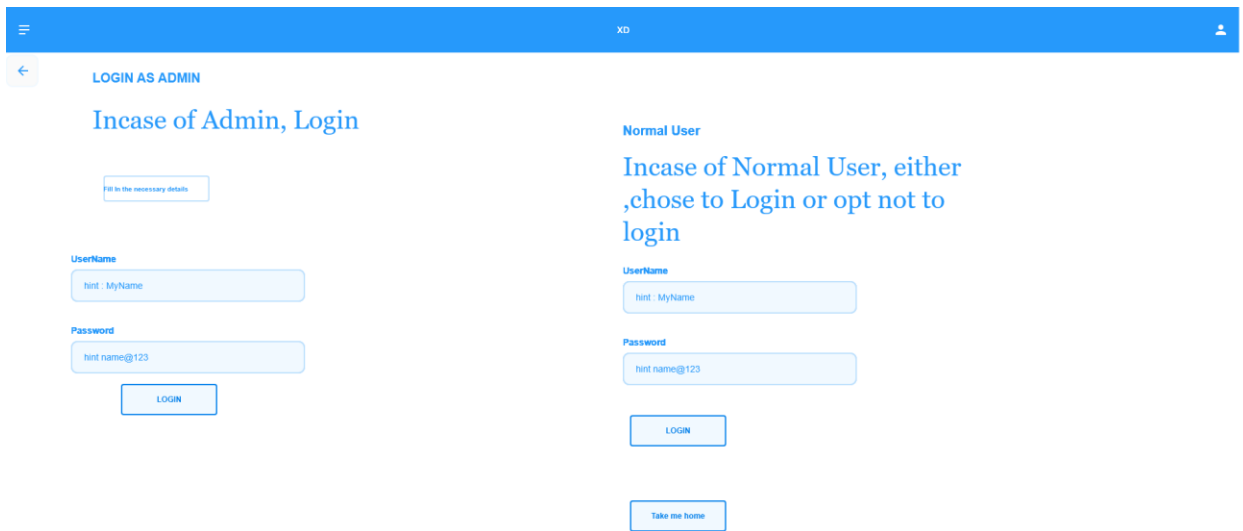 XD
LOGIN AS ADMIN
Incase of Admin, Login
Fill In the necessary details
UserName
hint : MyName
Password
hint name@123
LOGIN
Normal User
Incase of Normal User, either
,chose to Login or opt not to
login
UserName
hint : MyName
Password
hint name@123
LOGIN
Take me home